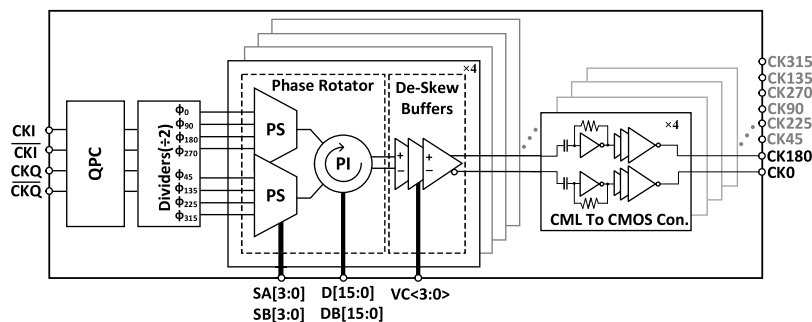 ×4
Phase Rotator
De-Skew
Buffers
CKI
CKI
CKQ
CKQ
QPC
Dividers(÷2)
Φ0
Φ90
Φ180
Φ270
Φ45
Φ135
Φ225
Φ315
PS
PS
PI
+
−
+
−
×4
CML To CMOS Con.
CK315
CK135
CK270
CK90
CK225
CK45
CK180
CK0
SA[3:0]
SB[3:0]
D[15:0]
DB[15:0]
VC<3:0>